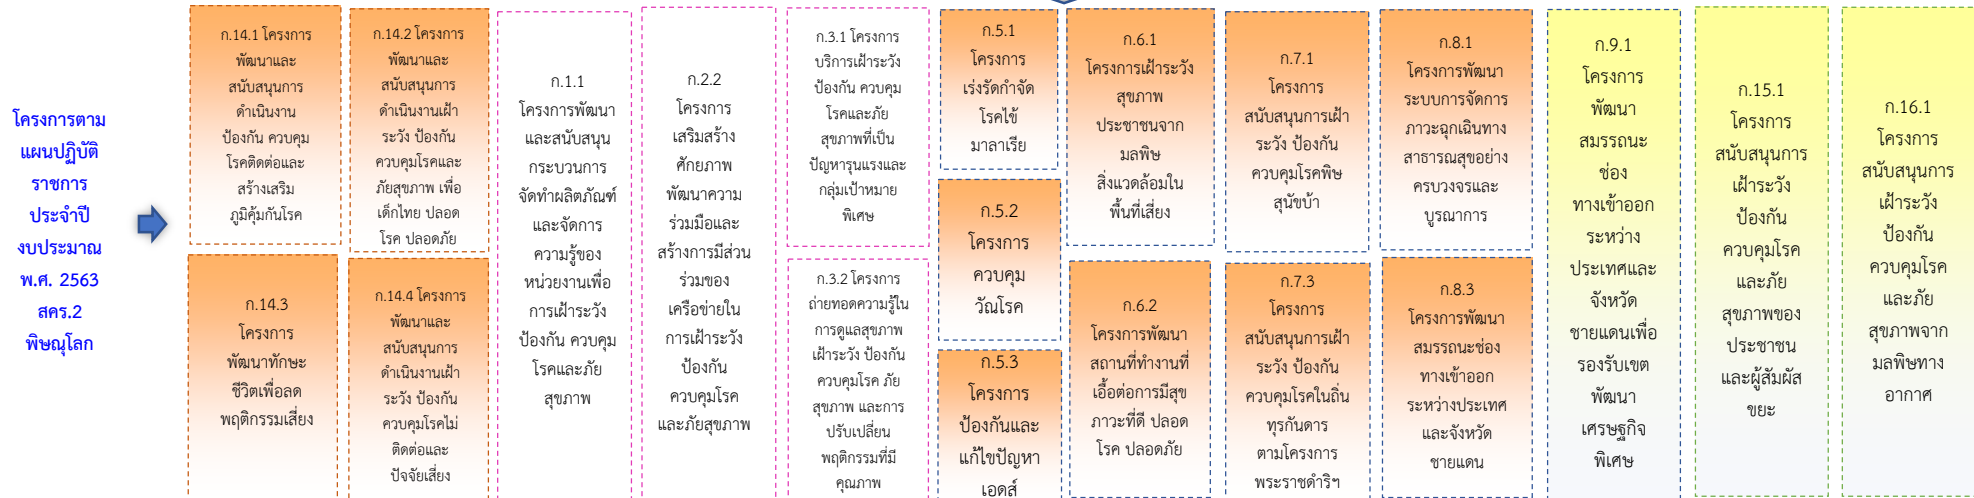 โครงการตาม
แผนปฏิบัติ
ราชการ
ประจำปี
งบประมาณ
พ.ศ. 2563
สคร.2
พิษณุโลก
ก.14.1 โครงการ
พัฒนาและ
สนับสนุนการ
ดำเนินงาน
ป้องกัน ควบคุม
โรคติดต่อและ
สร้างเสริม
ภูมิคุ้มกันโรค
ก.14.3
โครงการ
พัฒนาทักษะ
ชีวิตเพื่อลด
พฤติกรรมเสี่ยง
ก.14.2 โครงการ
พัฒนาและ
สนับสนุนการ
ดำเนินงานเฝ้า
ระวัง ป้องกัน
ควบคุมโรคและ
ภัยสุขภาพ เพื่อ
เด็กไทย ปลอด
โรค ปลอดภัย
ก.14.4 โครงการ
พัฒนาและ
สนับสนุนการ
ดำเนินงานเฝ้า
ระวัง ป้องกัน
ควบคุมโรคไม่
ติดต่อและ
ปัจจัยเสี่ยง
ก.1.1
โครงการพัฒนา
และสนับสนุน
กระบวนการ
จัดทำผลิตภัณฑ์
และจัดการ
ความรู้ของ
หน่วยงานเพื่อ
การเฝ้าระวัง
ป้องกัน ควบคุม
โรคและภัย
สุขภาพ
ก.2.2
โครงการ
เสริมสร้าง
ศักยภาพ
พัฒนาความ
ร่วมมือและ
สร้างการมีส่วน
ร่วมของ
เครือข่ายใน
การเฝ้าระวัง
ป้องกัน
ควบคุมโรค
และภัยสุขภาพ
ก.3.1 โครงการ
บริการเฝ้าระวัง
ป้องกัน ควบคุม
โรคและภัย
สุขภาพที่เป็น
ปัญหารุนแรงและ
กลุ่มเป้าหมาย
พิเศษ
ก.3.2 โครงการ
ถ่ายทอดความรู้ใน
การดูแลสุขภาพ
เฝ้าระวัง ป้องกัน
ควบคุมโรค ภัย
สุขภาพ และการ
ปรับเปลี่ยน
พฤติกรรมที่มี
คุณภาพ
ก.5.1
โครงการ
เร่งรัดกำจัด
โรคไข้
มาลาเรีย
ก.5.2
โครงการ
ควบคุม
วัณโรค
ก.5.3
โครงการ
ป้องกันและ
แก้ไขปัญหา
เอดส์
ก.6.1
โครงการเฝ้าระวัง
สุขภาพ
ประชาชนจาก
มลพิษ
สิ่งแวดล้อมใน
พื้นที่เสี่ยง
ก.6.2
โครงการพัฒนา
สถานที่ทำงานที่
เอื้อต่อการมีสุข
ภาวะที่ดี ปลอด
โรค ปลอดภัย
ก.7.1
โครงการ
สนับสนุนการเฝ้า
ระวัง ป้องกัน
ควบคุมโรคพิษ
สุนัขบ้า
ก.7.3
โครงการ
สนับสนุนการเฝ้า
ระวัง ป้องกัน
ควบคุมโรคในถิ่น
ทุรกันดาร
ตามโครงการ
พระราชดำริฯ
ก.8.1
โครงการพัฒนา
ระบบการจัดการ
ภาวะฉุกเฉินทาง
สาธารณสุขอย่าง
ครบวงจรและ
บูรณาการ
ก.8.3
โครงการพัฒนา
สมรรถนะช่อง
ทางเข้าออก
ระหว่างประเทศ
และจังหวัด
ชายแดน
ก.9.1
โครงการ
พัฒนา
สมรรถนะ
ช่อง
ทางเข้าออก
ระหว่าง
ประเทศและ
จังหวัด
ชายแดนเพื่อ
รองรับเขต
พัฒนา
เศรษฐกิจ
พิเศษ
ก.15.1
โครงการ
สนับสนุนการ
เฝ้าระวัง
ป้องกัน
ควบคุมโรค
และภัย
สุขภาพของ
ประชาชน
และผู้สัมผัส
ขยะ
ก.16.1
โครงการ
สนับสนุนการ
เฝ้าระวัง
ป้องกัน
ควบคุมโรค
และภัย
สุขภาพจาก
มลพิษทาง
อากาศ